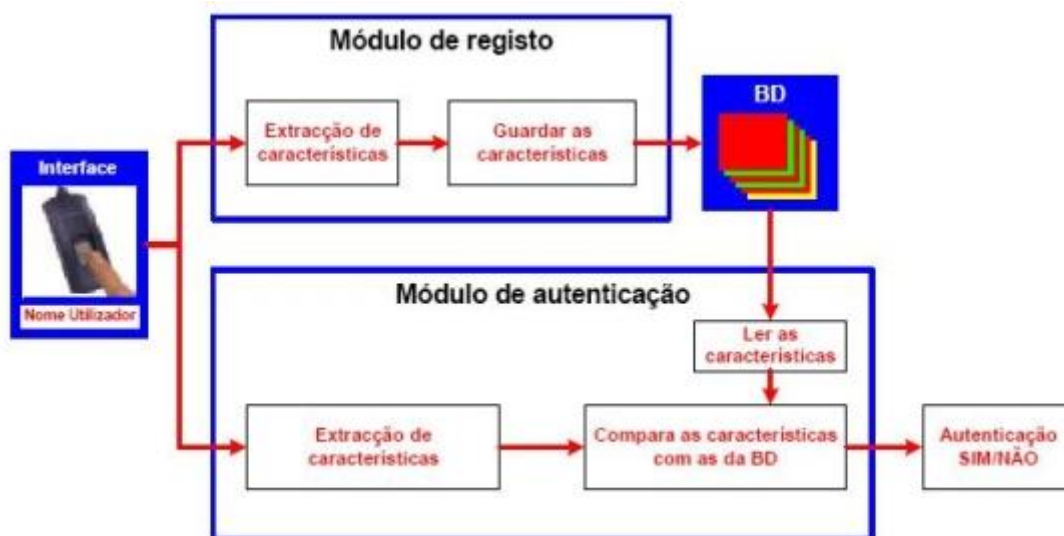 Módulo de registo
Extracção de
características
Guardar as
características
BD
Interface
Nome Utilizador
Módulo de autenticação
Ler as
características
Extracção de
características
Compara as características
com as da BD
Autenticação
SIM/NÃO